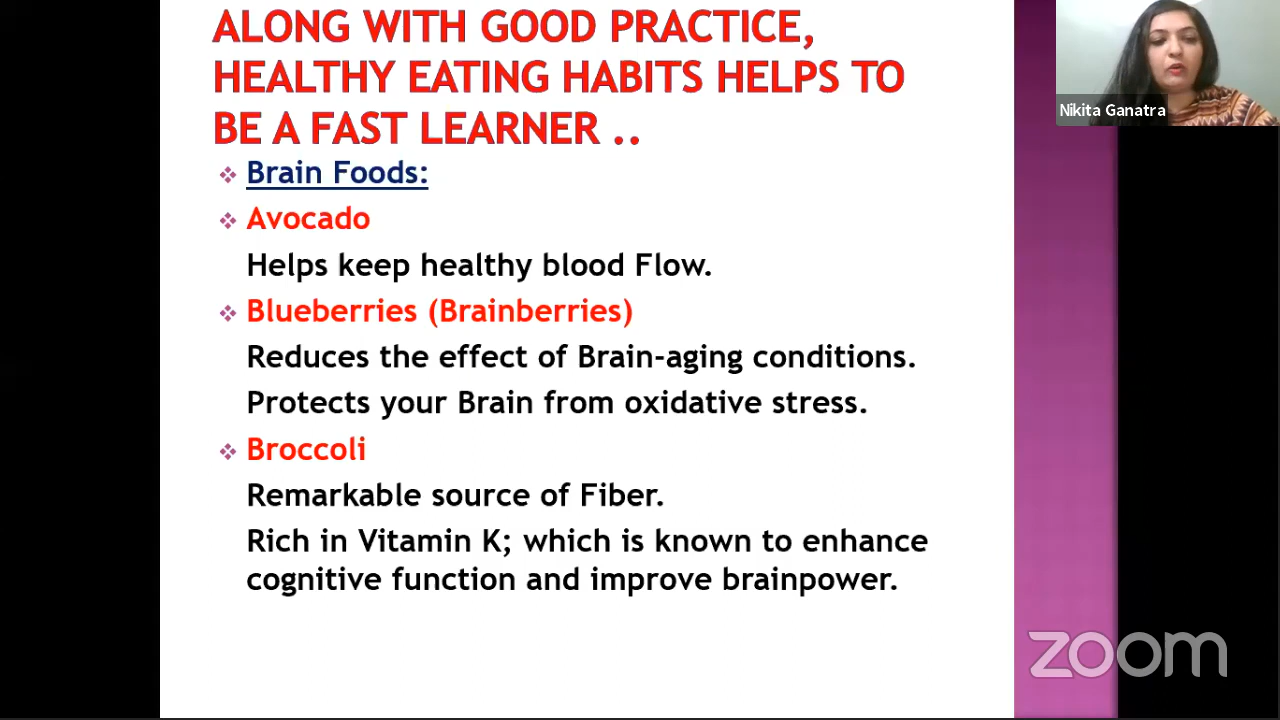 ALONG WITH GOOD PRACTICE,
HEALTHY EATING HABITS HELPS TO
BE A FAST LEARNER ..
Brain Foods:
Avocado
Helps keep healthy blood Flow.
Blueberries (Brainberries)
Reduces the effect of Brain-aging conditions.
Protects your Brain from oxidative stress.
Broccoli
Remarkable source of Fiber.
Rich in Vitamin K; which is known to enhance
cognitive function and improve brainpower.
Nikita Ganatra
zoom